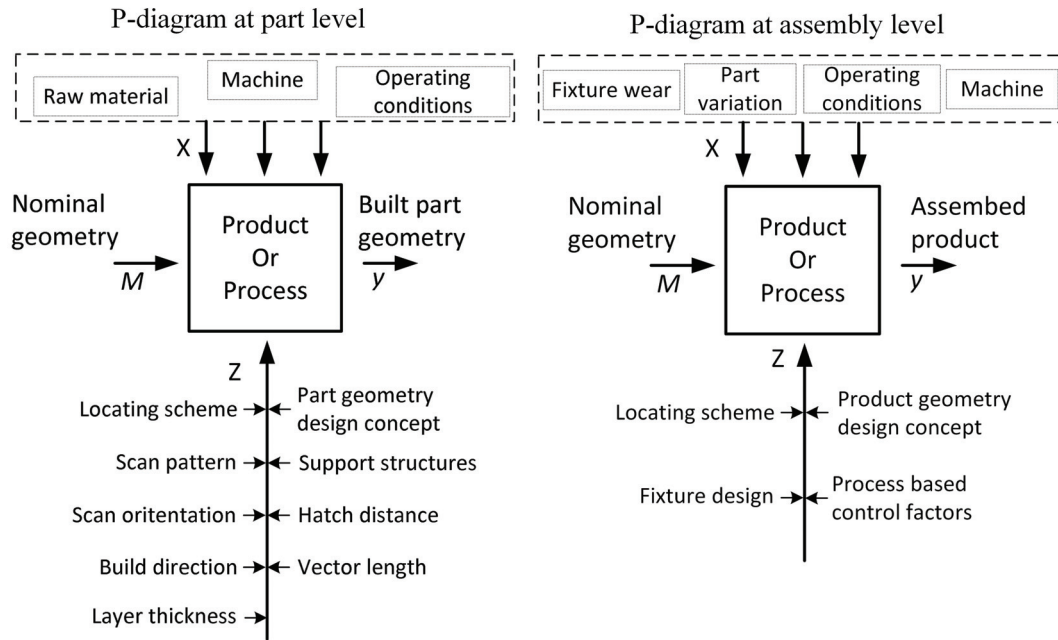 P-diagram at part level
Raw material
Machine
Operating
conditions
X
Nominal
geometry
M
Product
Or
Process
Built part
geometry
y
Z
Locating scheme
Part geometry
design concept
Scan pattern
Support structures
Scan oritentation
Hatch distance
Build direction
Vector length
Layer thickness
P-diagram at assembly level
Fixture wear
Part
variation
Operating
conditions
Machine
X
Nominal
geometry
M
Product
Or
Process
Assembed
product
y
Z
Locating scheme
Product geometry
design concept
Fixture design
Process based
control factors